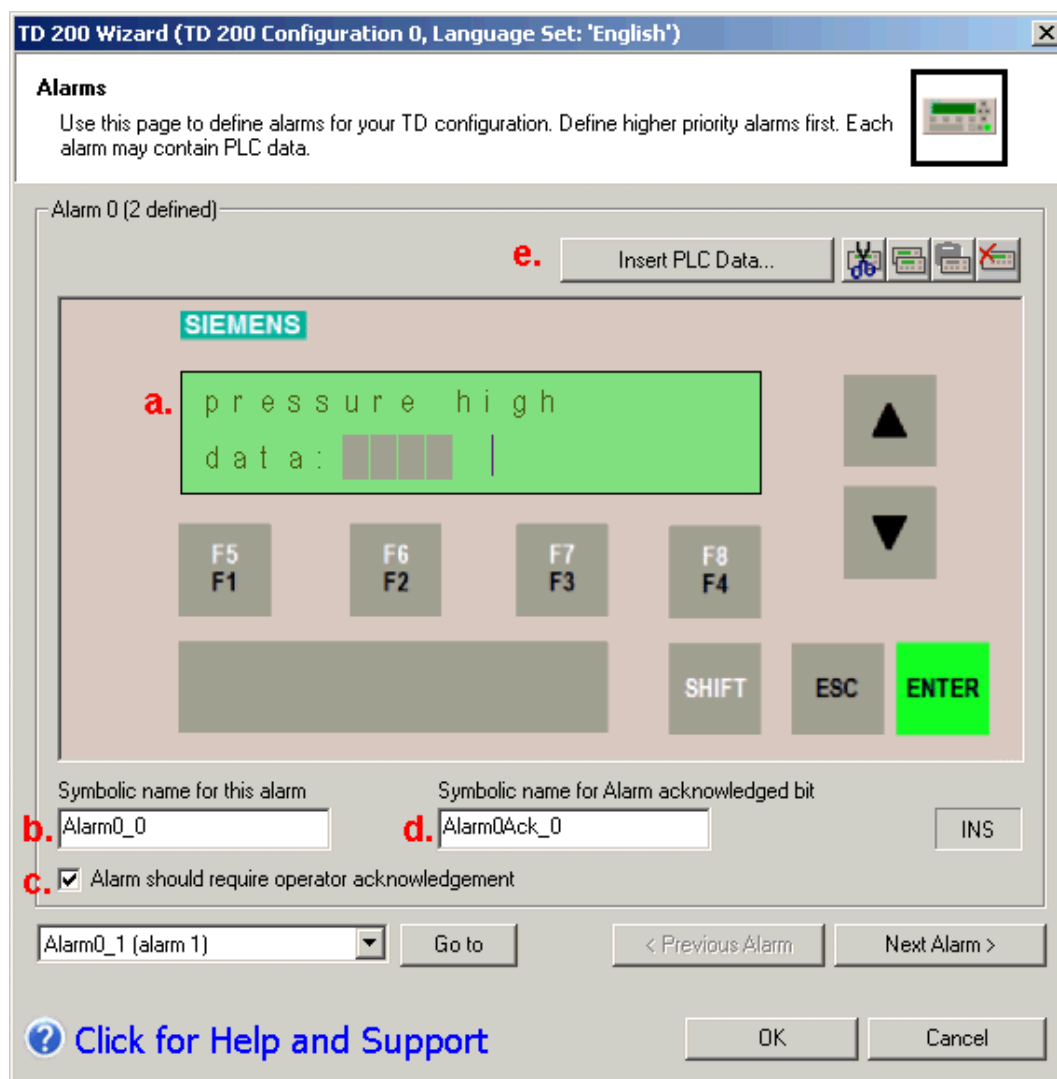 TD 200 Wizard (TD 200 Configuration 0, Language Set: 'English')
Alarms
Use this page to define alarms for your TD configuration. Define higher priority alarms first. Each
alarm may contain PLC data.
Alarm 0 (2 defined)
e. Insert PLC Data...
SIEMENS
a. pressure high
data:
F5 F6 F7 F8
F1 F2 F3 F4
SHIFT ESC ENTER
Symbolic name for this alarm Symbolic name for Alarm acknowledged bit
b. Alarm0_0 d. Alarm0Ack_0 INS
c. Alarm should require operator acknowledgement
Alarm0_1 (alarm 1) Go to < Previous Alarm Next Alarm >
? Click for Help and Support OK Cancel